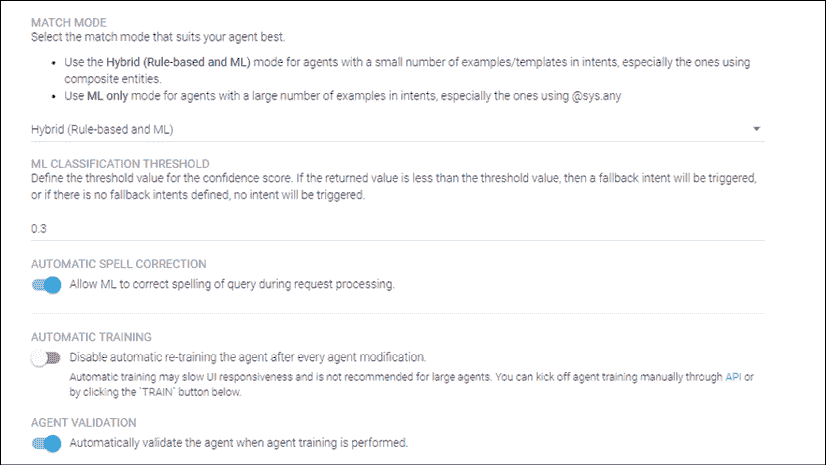 MATCH MODE
Select the match mode that suits your agent best.
• Use the Hybrid (Rule-based and ML) mode for agents with a small number of examples/templates in intents, especially the ones using
composite entities.
• Use ML only mode for agents with a large number of examples in intents, especially the ones using @sys.any
Hybrid (Rule-based and ML)
ML CLASSIFICATION THRESHOLD
Define the threshold value for the confidence score. If the returned value is less than the threshold value, then a fallback intent will be triggered,
or if there is no fallback intents defined, no intent will be triggered.
0.3
AUTOMATIC SPELL CORRECTION
Allow ML to correct spelling of query during request processing.
AUTOMATIC TRAINING
Disable automatic re-training the agent after every agent modification.
Automatic training may slow UI responsiveness and is not recommended for large agents. You can kick off agent training manually through API or
by clicking the `TRAIN` button below.
AGENT VALIDATION
Automatically validate the agent when agent training is performed.